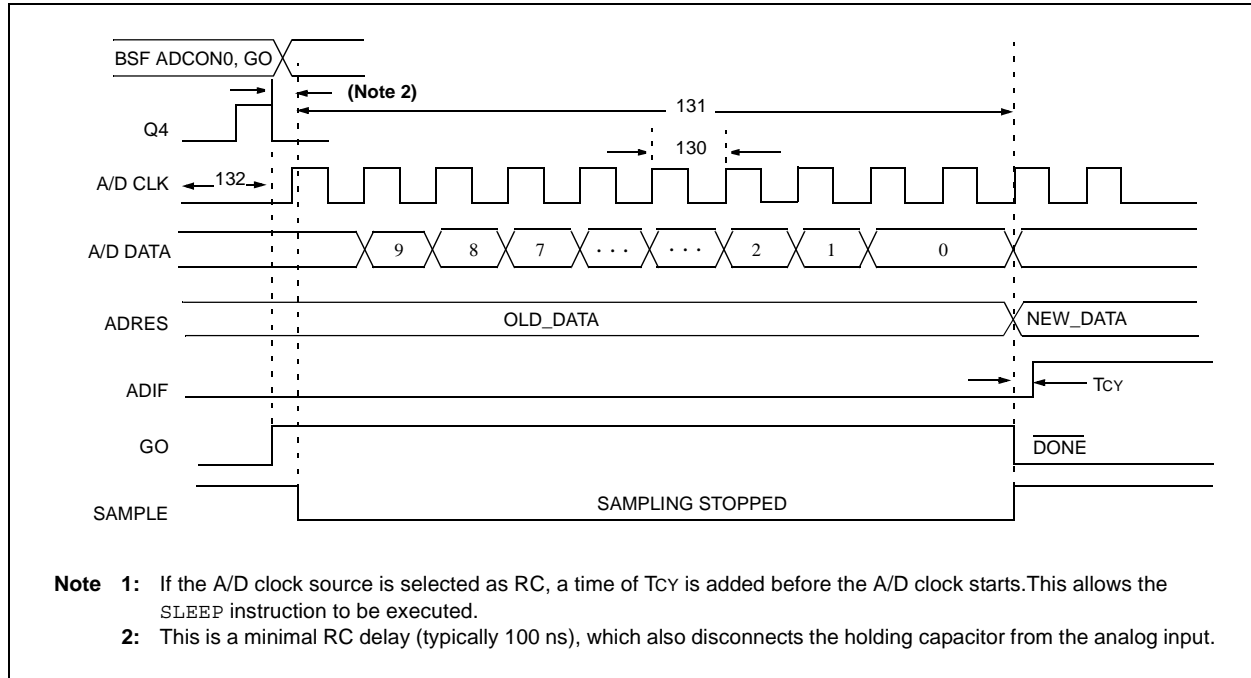 BSF ADCON0, GO
(Note 2)
131
Q4
130
A/D CLK
132
A/D DATA
9 8 7 · · · · · · 2 1 0
ADRES
OLD_DATA
NEW_DATA
ADIF
TCY
GO
DONE
SAMPLE
SAMPLING STOPPED
Note 1: If the A/D clock source is selected as RC, a time of TCY is added before the A/D clock starts.This allows the
SLEEP instruction to be executed.
2: This is a minimal RC delay (typically 100 ns), which also disconnects the holding capacitor from the analog input.